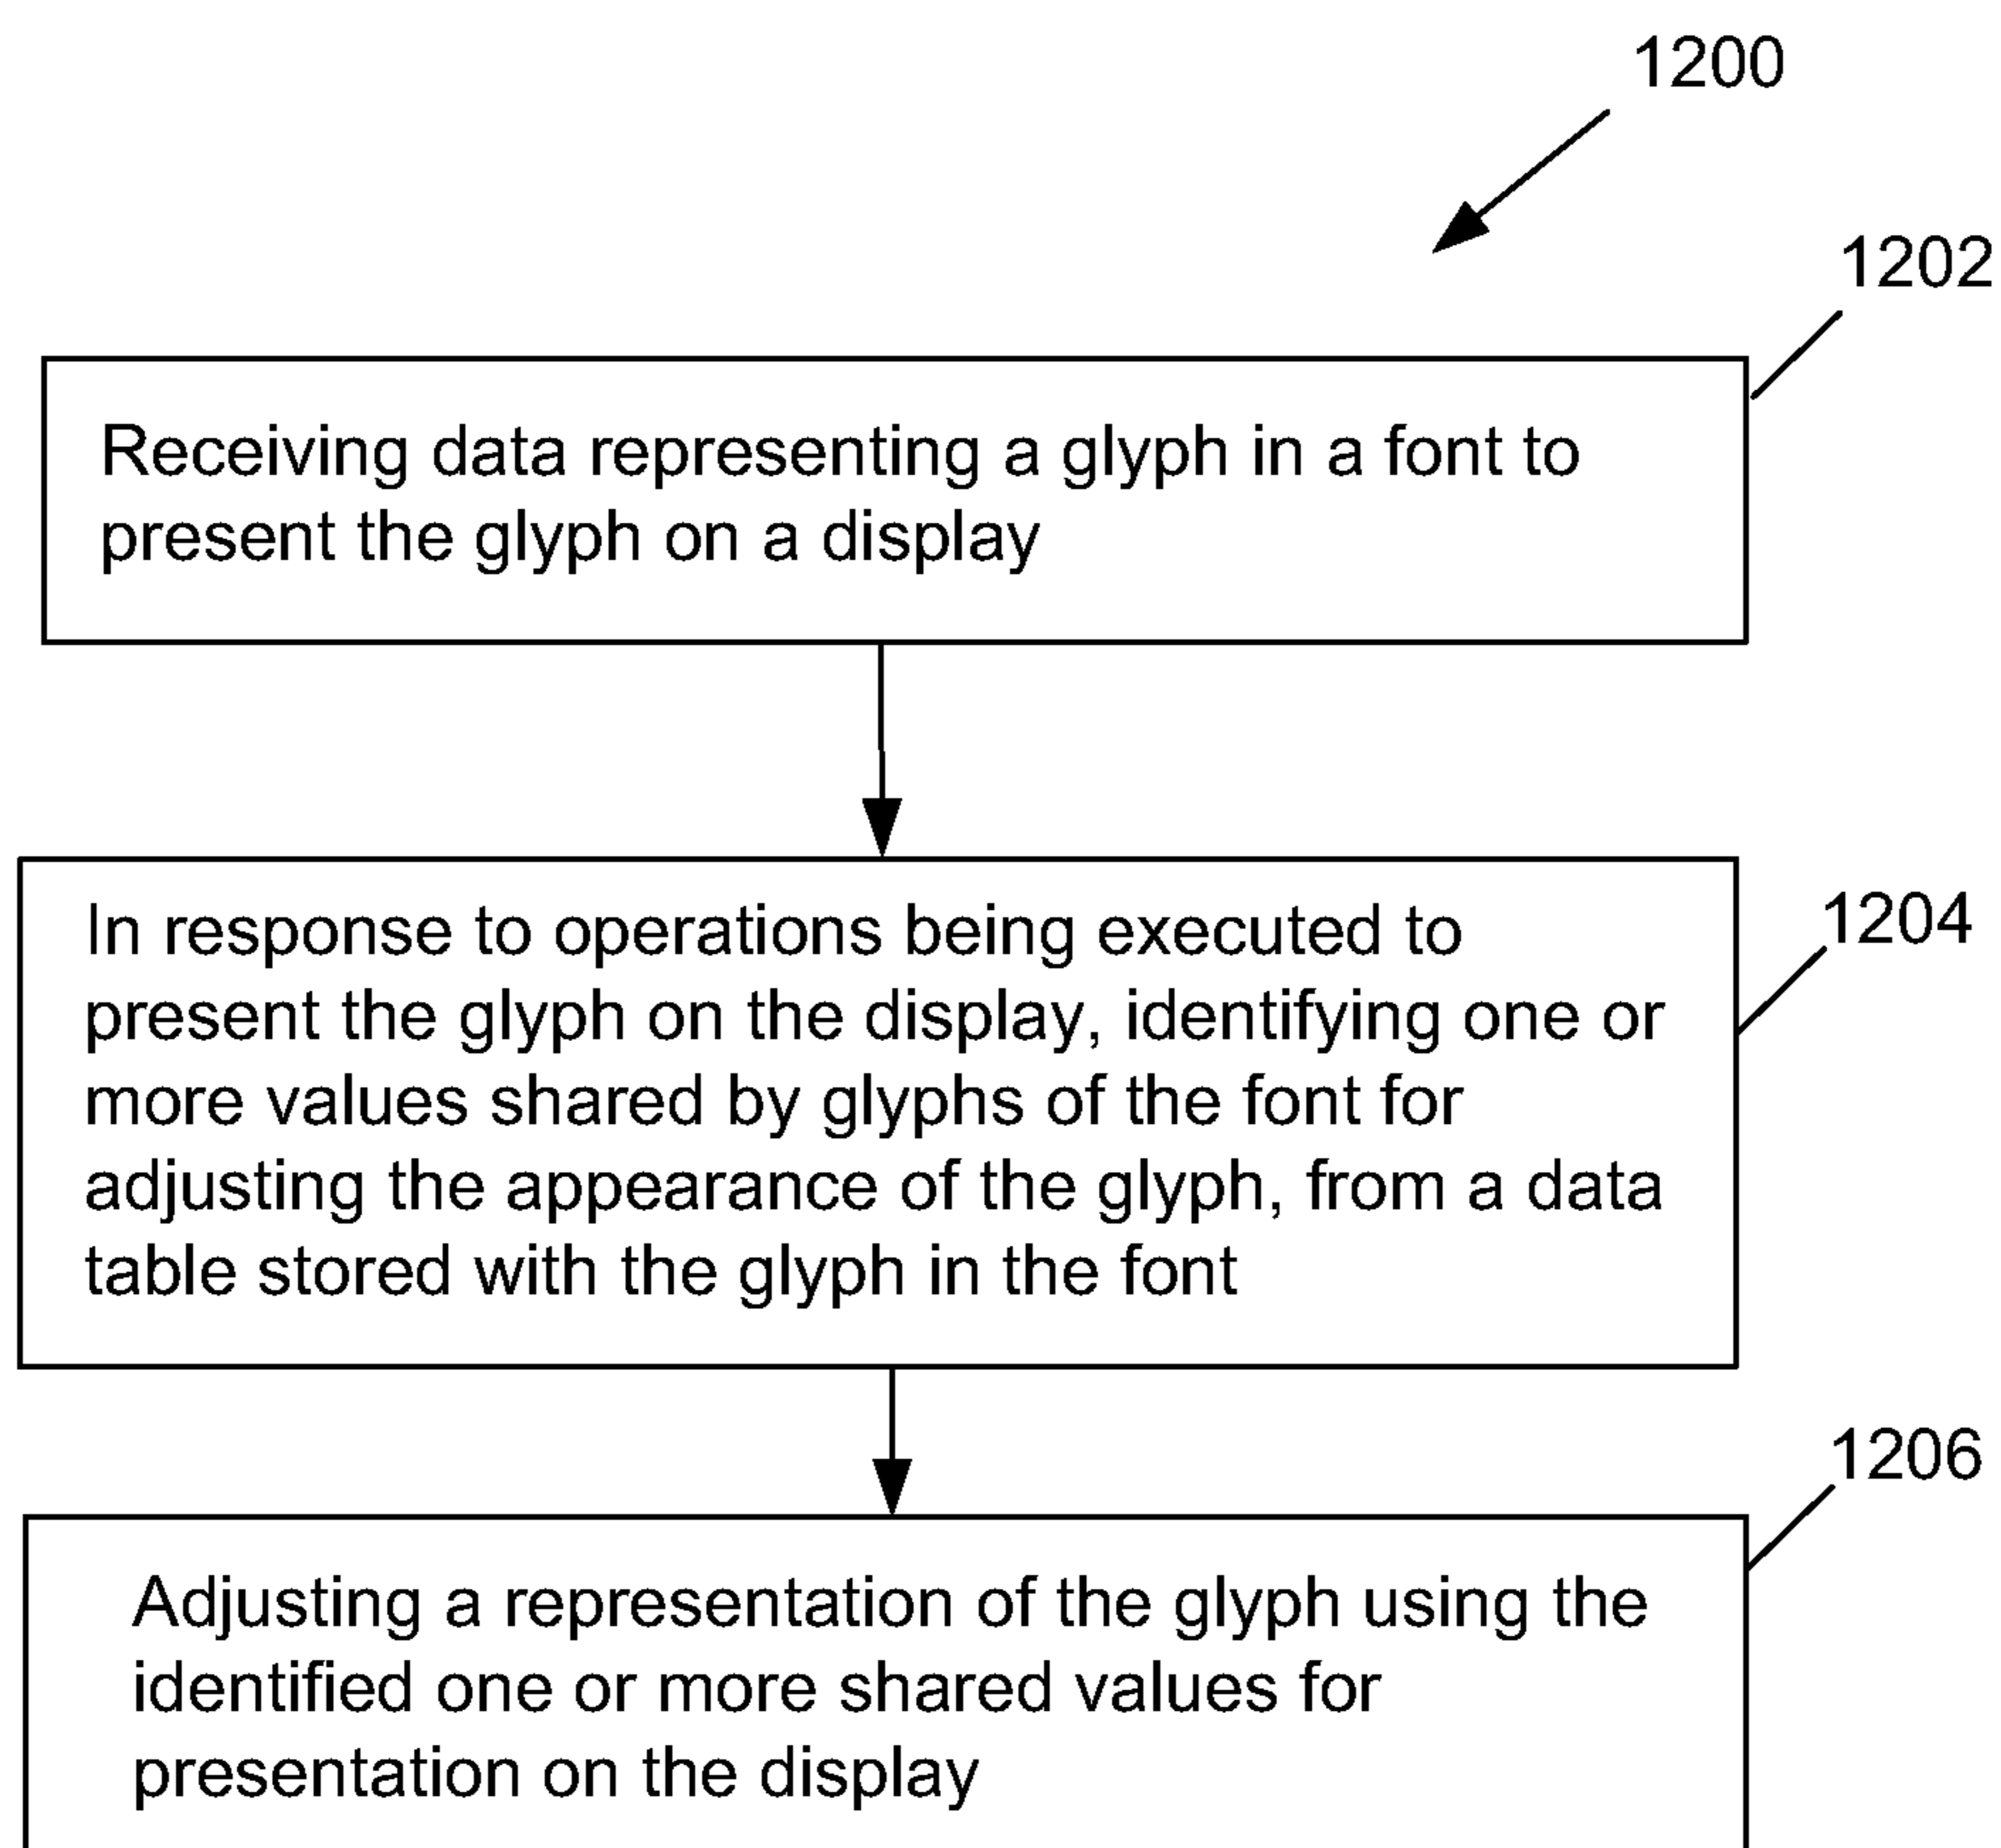 1200
1202
Receiving data representing a glyph in a font to
present the glyph on a display
1204
In response to operations being executed to
present the glyph on the display, identifying one or
more values shared by glyphs of the font for
adjusting the appearance of the glyph, from a data
table stored with the glyph in the font
1206
Adjusting a representation of the glyph using the
identified one or more shared values for
presentation on the display